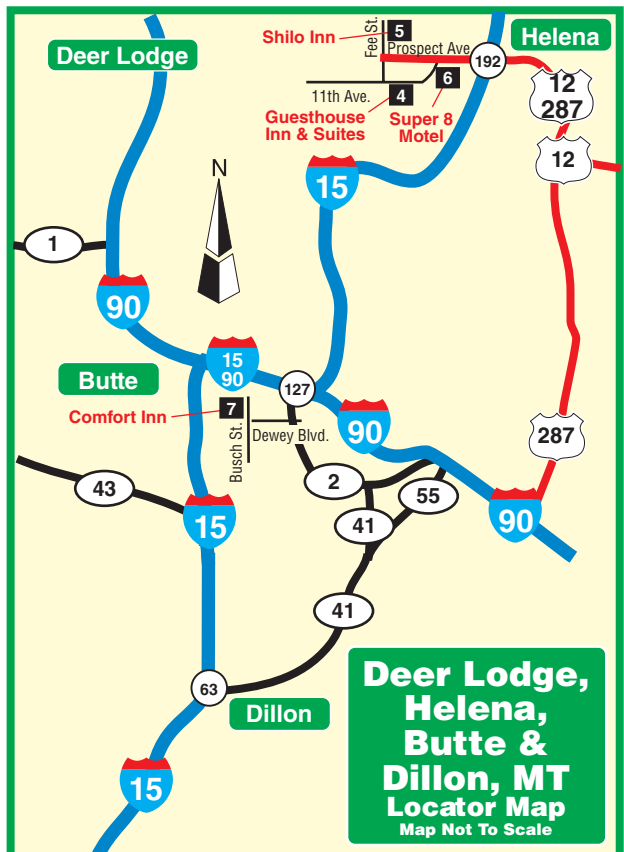 Deer Lodge
Shilo Inn
5
Fee St.
Prospect Ave.
192
Helena
6
11th Ave.
4
Guesthouse
Inn & Suites
Super 8
Motel
12
287
12
15
N
1
90
15
90
Butte
127
Comfort Inn
7
Busch St.
Dewey Blvd.
90
287
43
2
55
15
41
90
41
63
Dillon
15
Deer Lodge,
Helena,
Butte &
Dillon, MT
Locator Map
Map Not To Scale